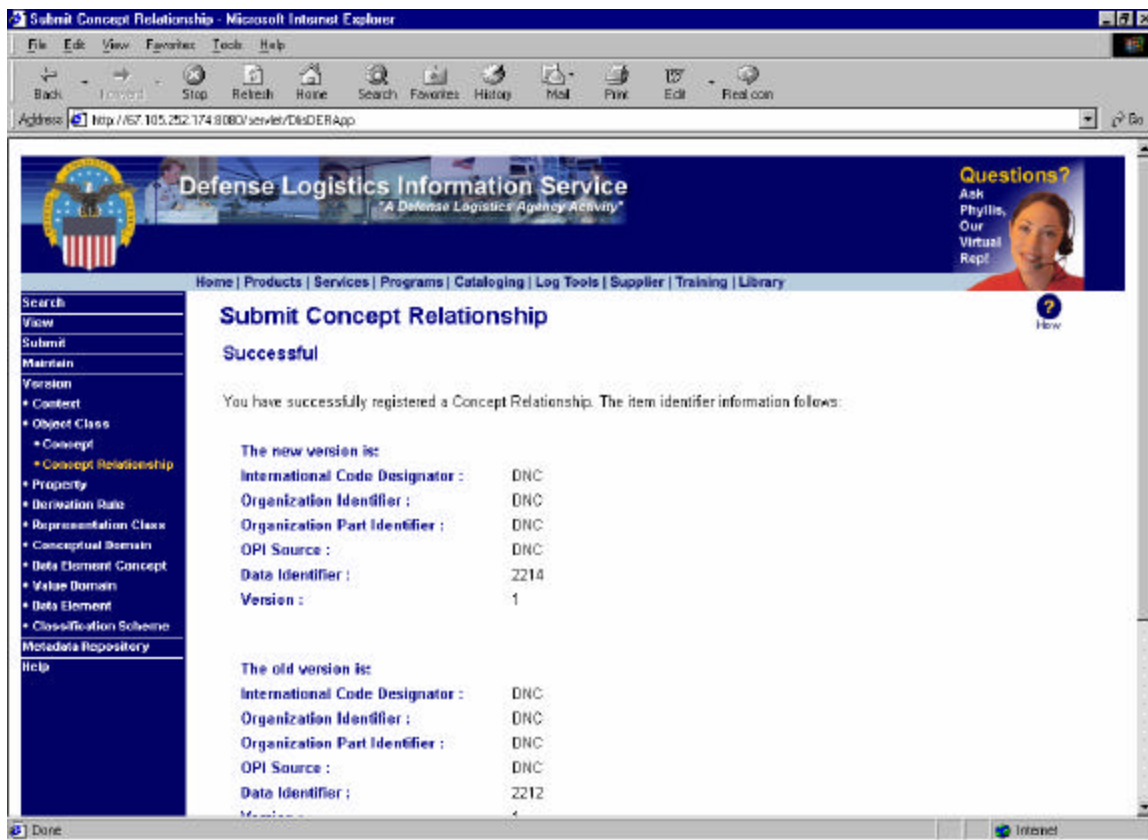 Submit Concept Relationship - Microsoft Internet Explorer
File Edit View Favorites Tools Help
Back Forward Stop Refresh Home Search Favorites History Mail Print Edit Real.com
Address http://67.105.252.174:8080/servlet/DlisDERApp Go
Defense Logistics Information Service
"A Defense Logistics Agency Activity"
Questions?
Ask
Phyllis,
Our
Virtual
Rep!
Home | Products | Services | Programs | Cataloging | Log Tools | Supplier | Training | Library
Search
View
Submit
Maintain
Version
• Context
• Object Class
• Concept
• Concept Relationship
• Property
• Derivation Rule
• Representation Class
• Conceptual Domain
• Data Element Concept
• Value Domain
• Data Element
• Classification Scheme
Metadata Repository
Help
Submit Concept Relationship
?
How
Successful
You have successfully registered a Concept Relationship. The item identifier information follows:
The new version is:
International Code Designator : DNC
Organization Identifier : DNC
Organization Part Identifier : DNC
OPI Source : DNC
Data Identifier : 2214
Version : 1
The old version is:
International Code Designator : DNC
Organization Identifier : DNC
Organization Part Identifier : DNC
OPI Source : DNC
Data Identifier : 2212
Version : 1
Done Internet